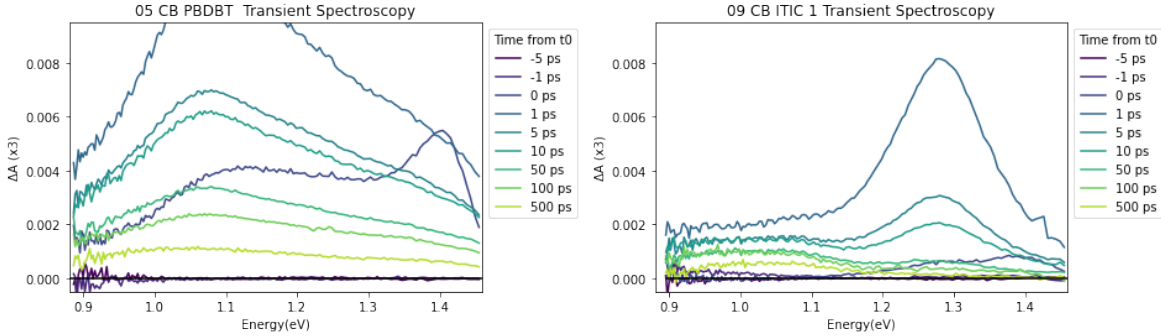 05 CB PBDBT  Transient Spectroscopy
ΔA (x3)
0.008
0.006
0.004
0.002
0.000
0.9
1.0
1.1
1.2
1.3
1.4
Energy(eV)
Time from t0
-5 ps
-1 ps
0 ps
1 ps
5 ps
10 ps
50 ps
100 ps
500 ps
09 CB ITIC 1 Transient Spectroscopy
ΔA (x3)
0.008
0.006
0.004
0.002
0.000
0.9
1.0
1.1
1.2
1.3
1.4
Energy(eV)
Time from t0
-5 ps
-1 ps
0 ps
1 ps
5 ps
10 ps
50 ps
100 ps
500 ps